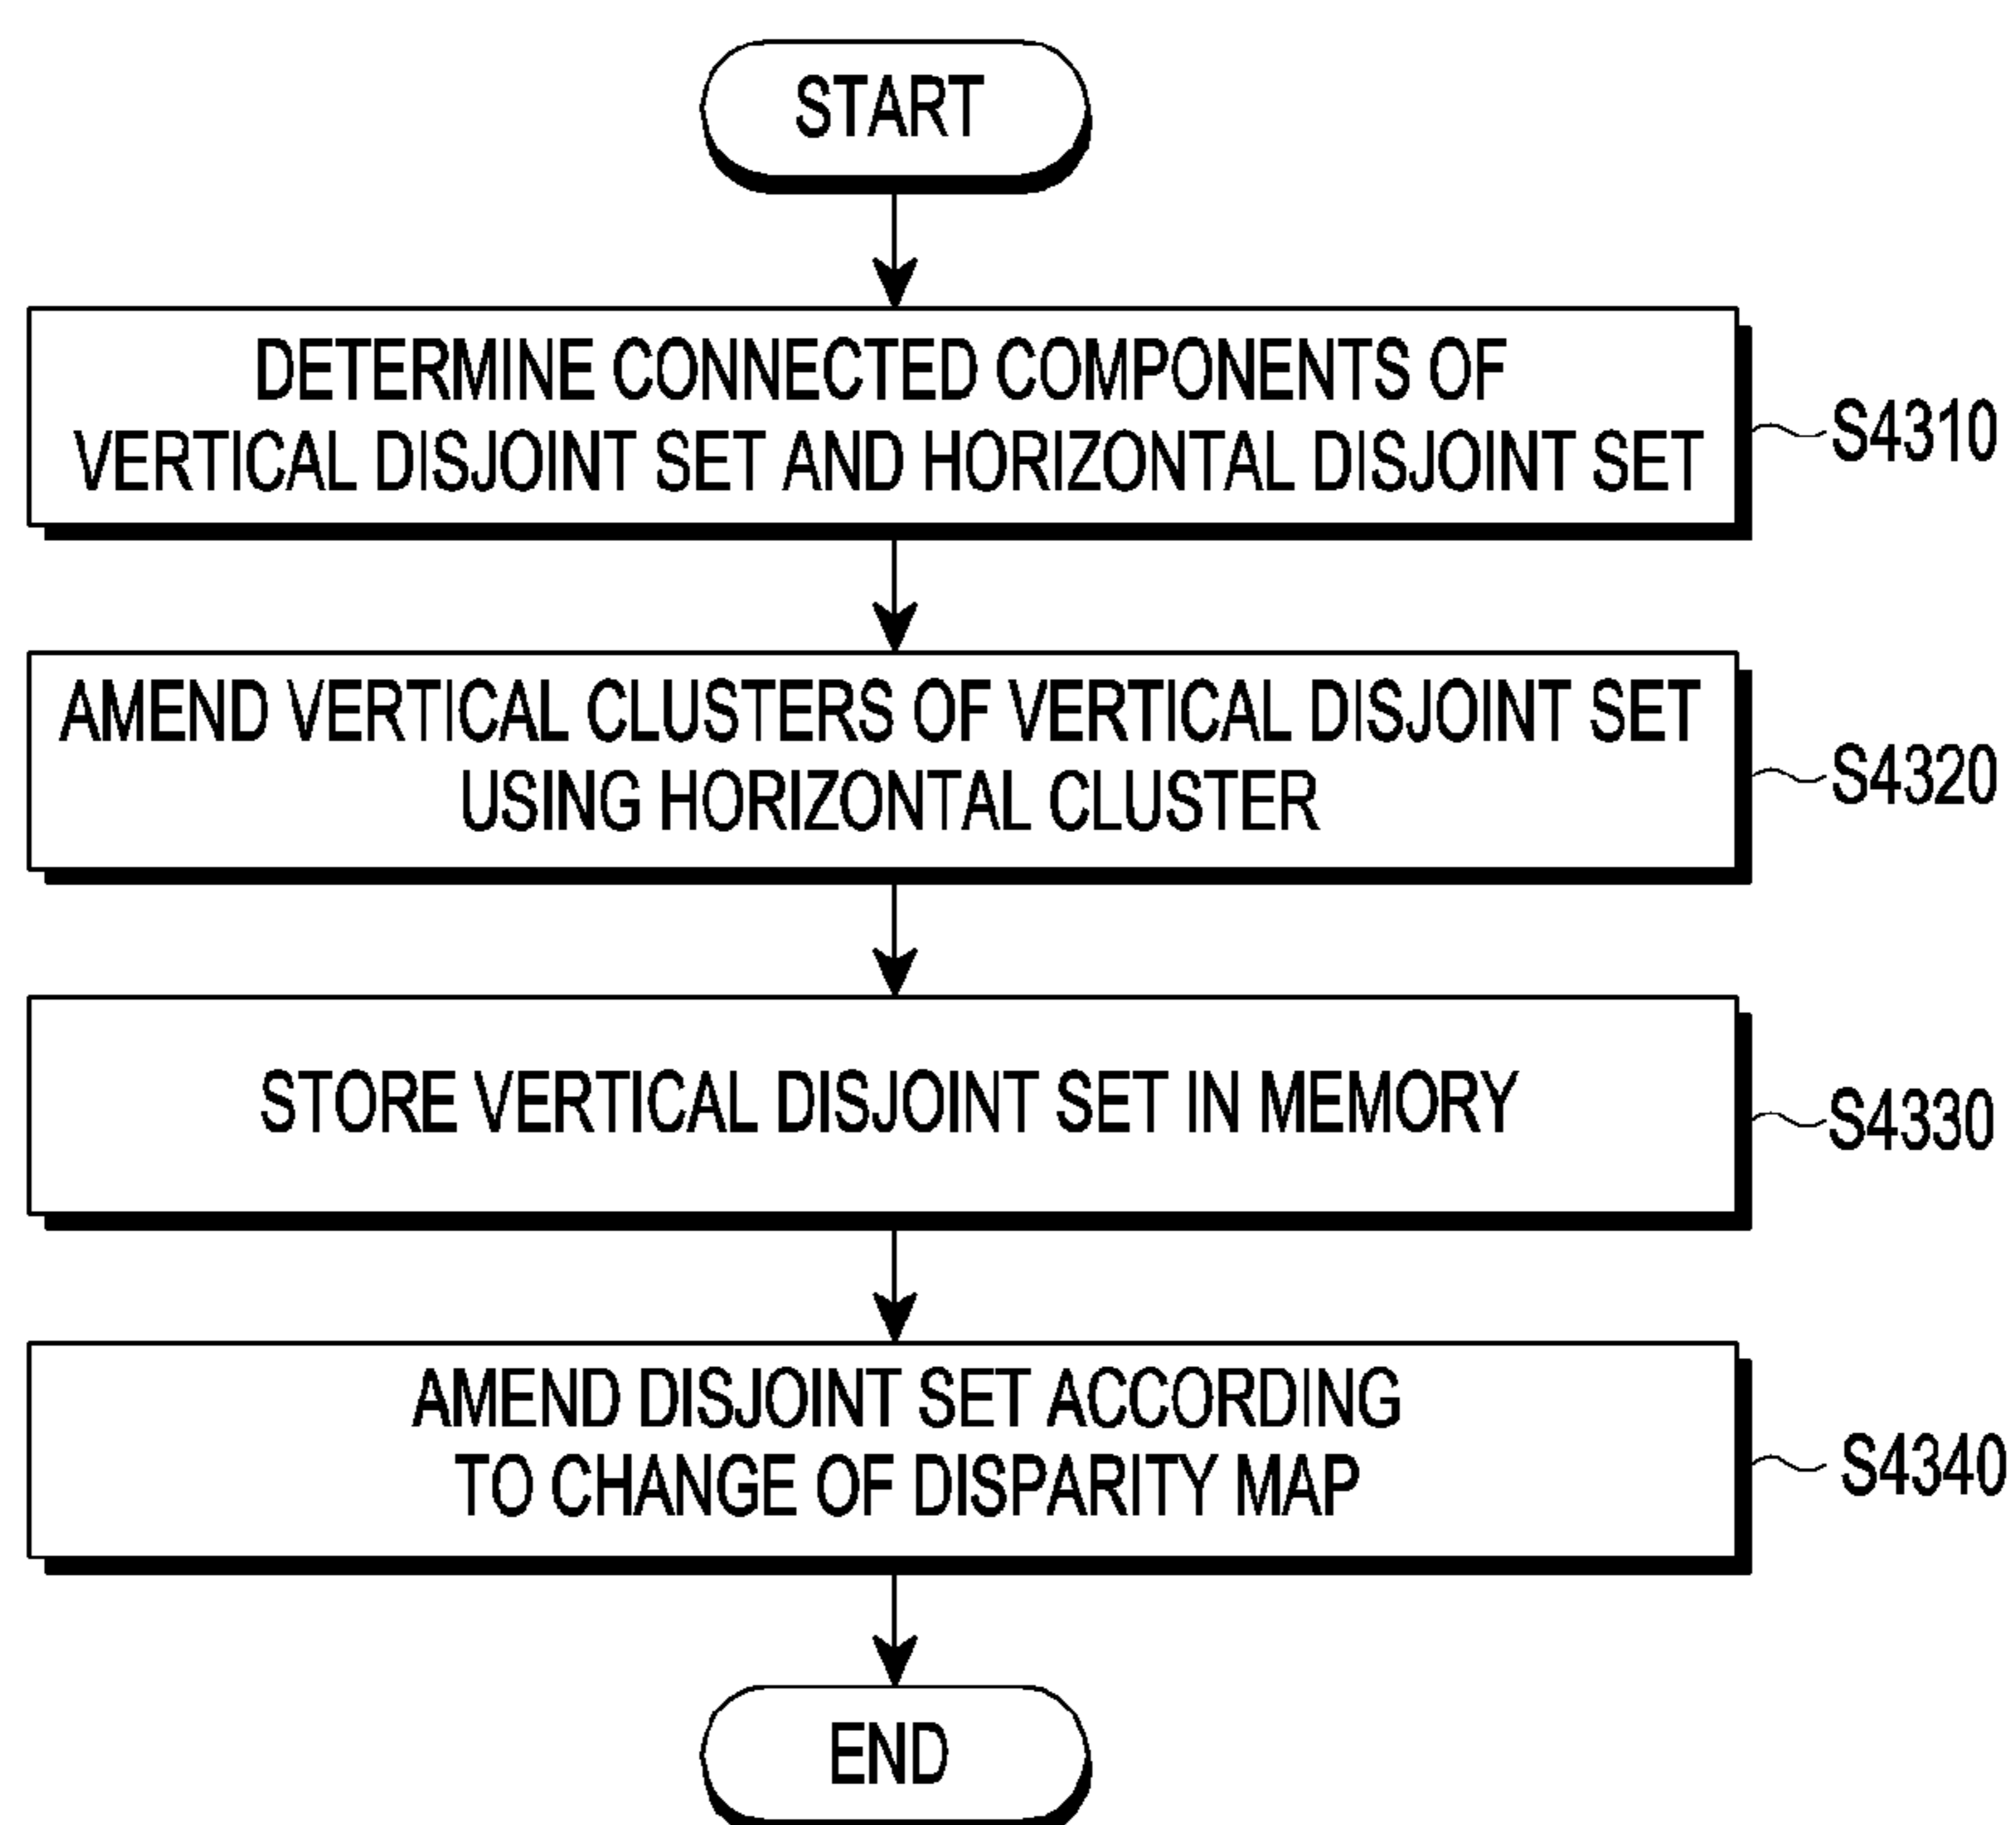 START
DETERMINE CONNECTED COMPONENTS OF
VERTICAL DISJOINT SET AND HORIZONTAL DISJOINT SET
S4310
AMEND VERTICAL CLUSTERS OF VERTICAL DISJOINT SET
USING HORIZONTAL CLUSTER
S4320
STORE VERTICAL DISJOINT SET IN MEMORY
S4330
AMEND DISJOINT SET ACCORDING
TO CHANGE OF DISPARITY MAP
S4340
END